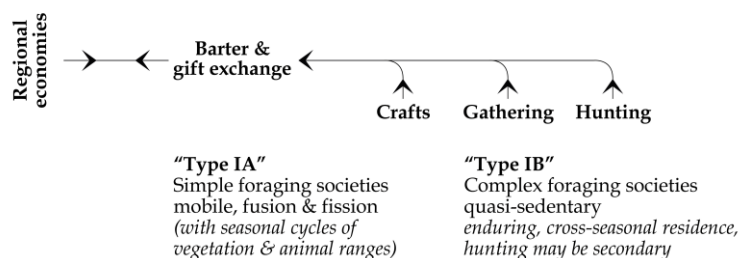 Regional
economies
Barter &
gift exchange
Crafts
Gathering
Hunting
“Type IA”
Simple foraging societies
mobile, fusion & fission
(with seasonal cycles of
vegetation & animal ranges)
“Type IB”
Complex foraging societies
quasi-sedentary
enduring, cross-seasonal residence,
hunting may be secondary